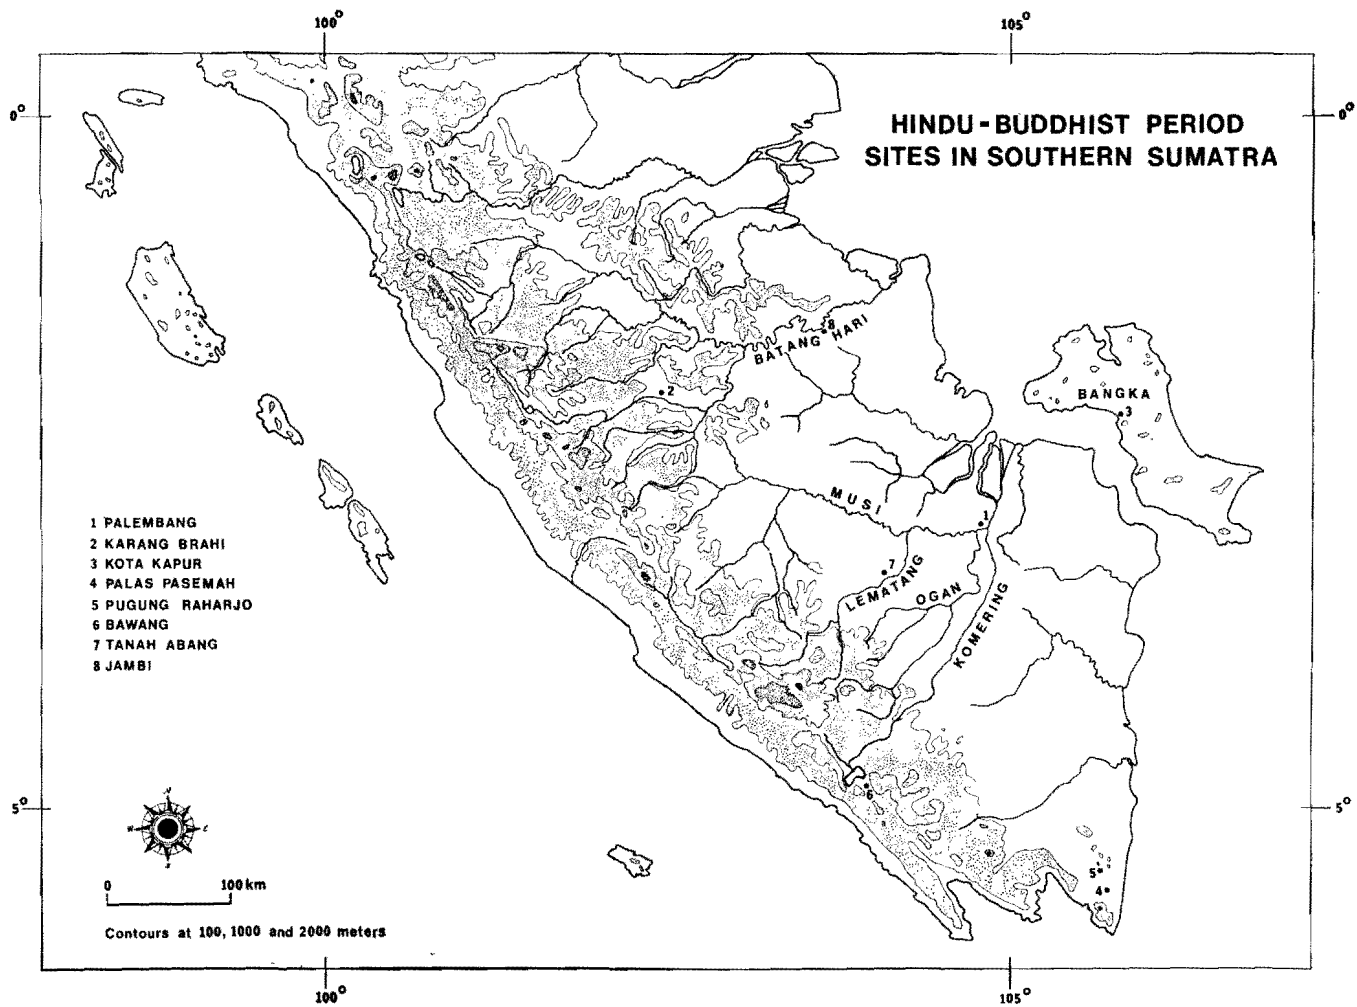 100°
105°
0°
0°
HINDU-BUDDHIST PERIOD
SITES IN SOUTHERN SUMATRA
8
BATANG HARI
2
BANGKA
3
MUSI
1
1 PALEMBANG
2 KARANG BRAHI
3 KOTA KAPUR
4 PALAS PASEMAH
5 PUGUNG RAHARJO
6 BAWANG
7 TANAH ABANG
8 JAMBI
7
LEMATANG
OGAN
KOMERING
6
5°
5°
N
W
E
S
5
4
0
100 km
Contours at 100, 1000 and 2000 meters
100°
105°